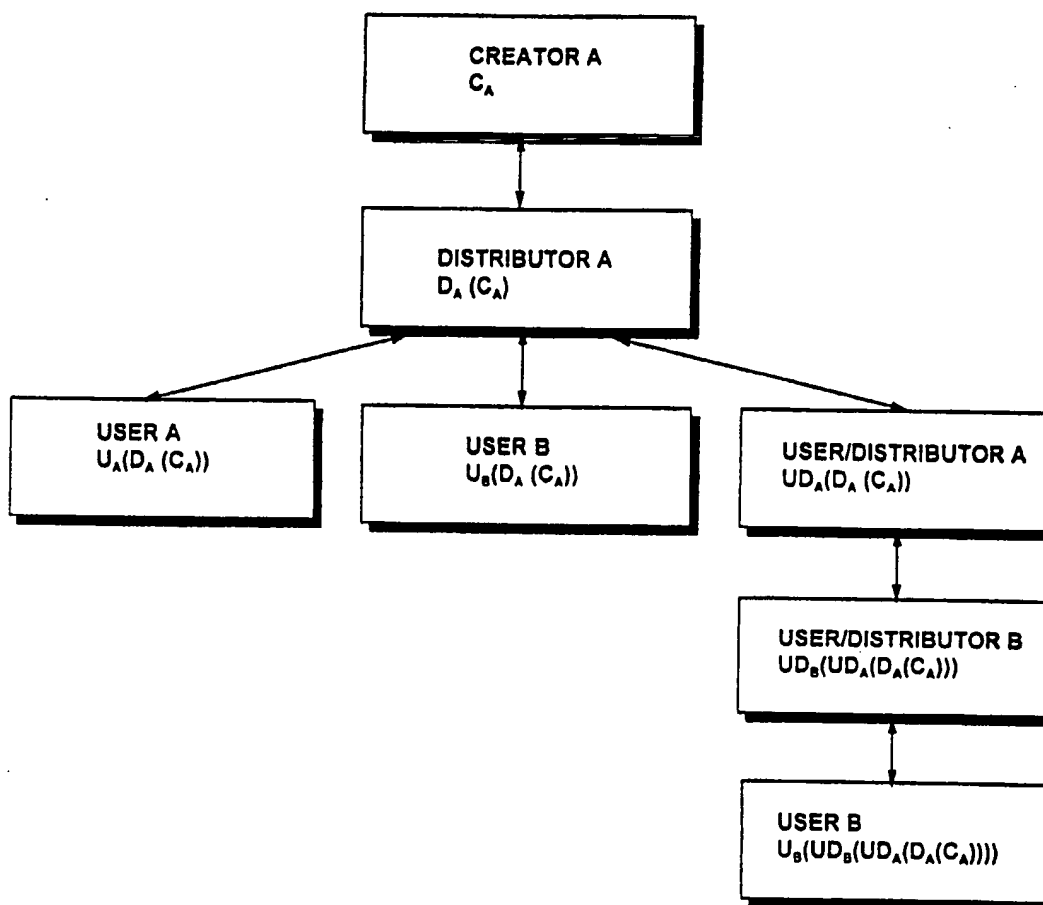 CREATOR A
C_A
DISTRIBUTOR A
D_A (C_A)
USER A
U_A(D_A (C_A))
USER B
U_B(D_A (C_A))
USER/DISTRIBUTOR A
UD_A(D_A (C_A))
USER/DISTRIBUTOR B
UD_B(UD_A(D_A(C_A)))
USER B
U_B(UD_B(UD_A(D_A(C_A))))